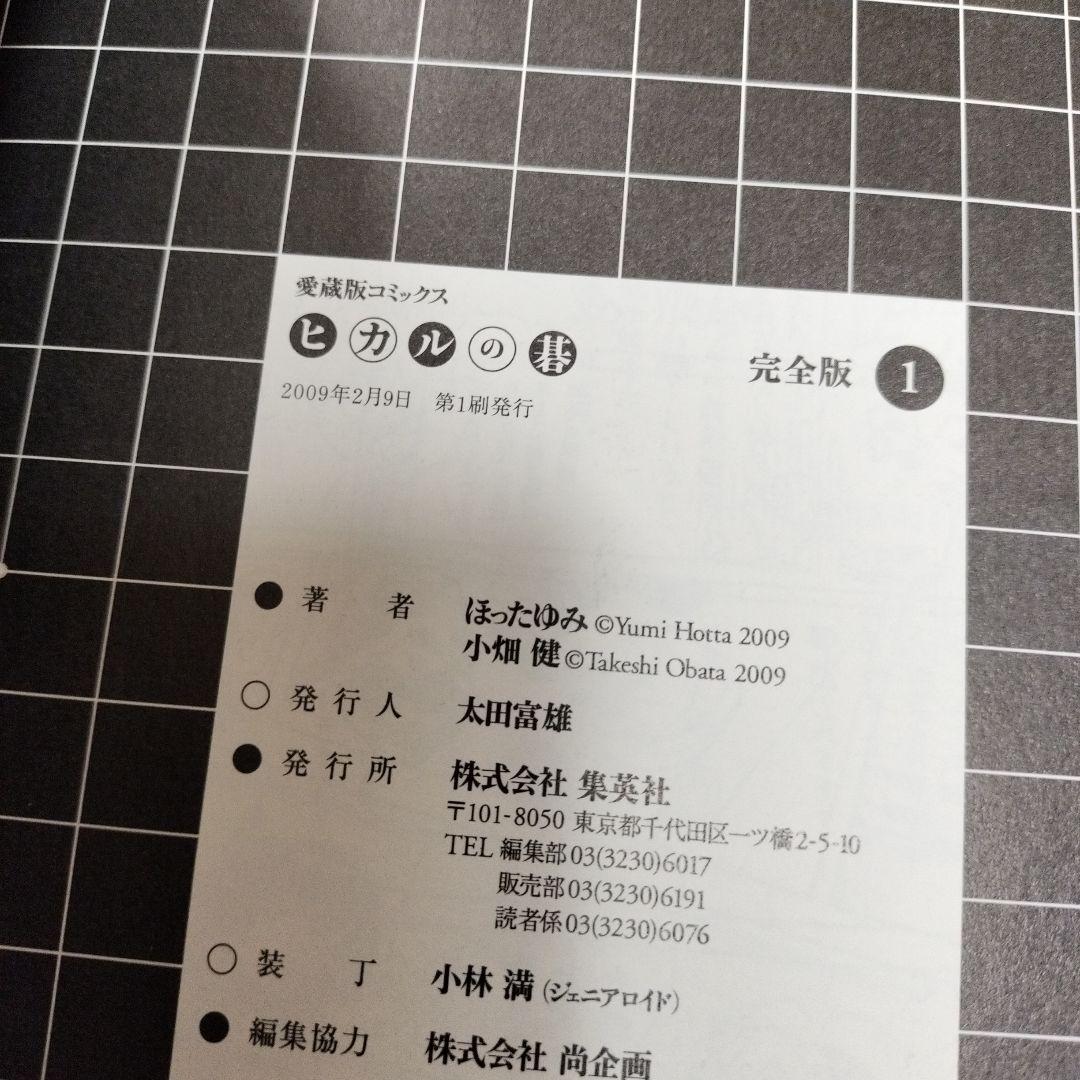 愛蔵版コミックス
ヒカルの碁 完全版 1
2009年2月9日 第1刷発行
●著者 ほったゆみ ©Yumi Hotta 2009
小畑 健 ©Takeshi Obata 2009
○発行人 太田富雄
●発行所 株式会社 集英社
〒101-8050 東京都千代田区一ツ橋2-5-10
TEL 編集部 03(3230)6017
販売部 03(3230)6191
読者係 03(3230)6076
○装丁 小林 満 (ジェニアロイド)
●編集協力 株式会社 尚企画